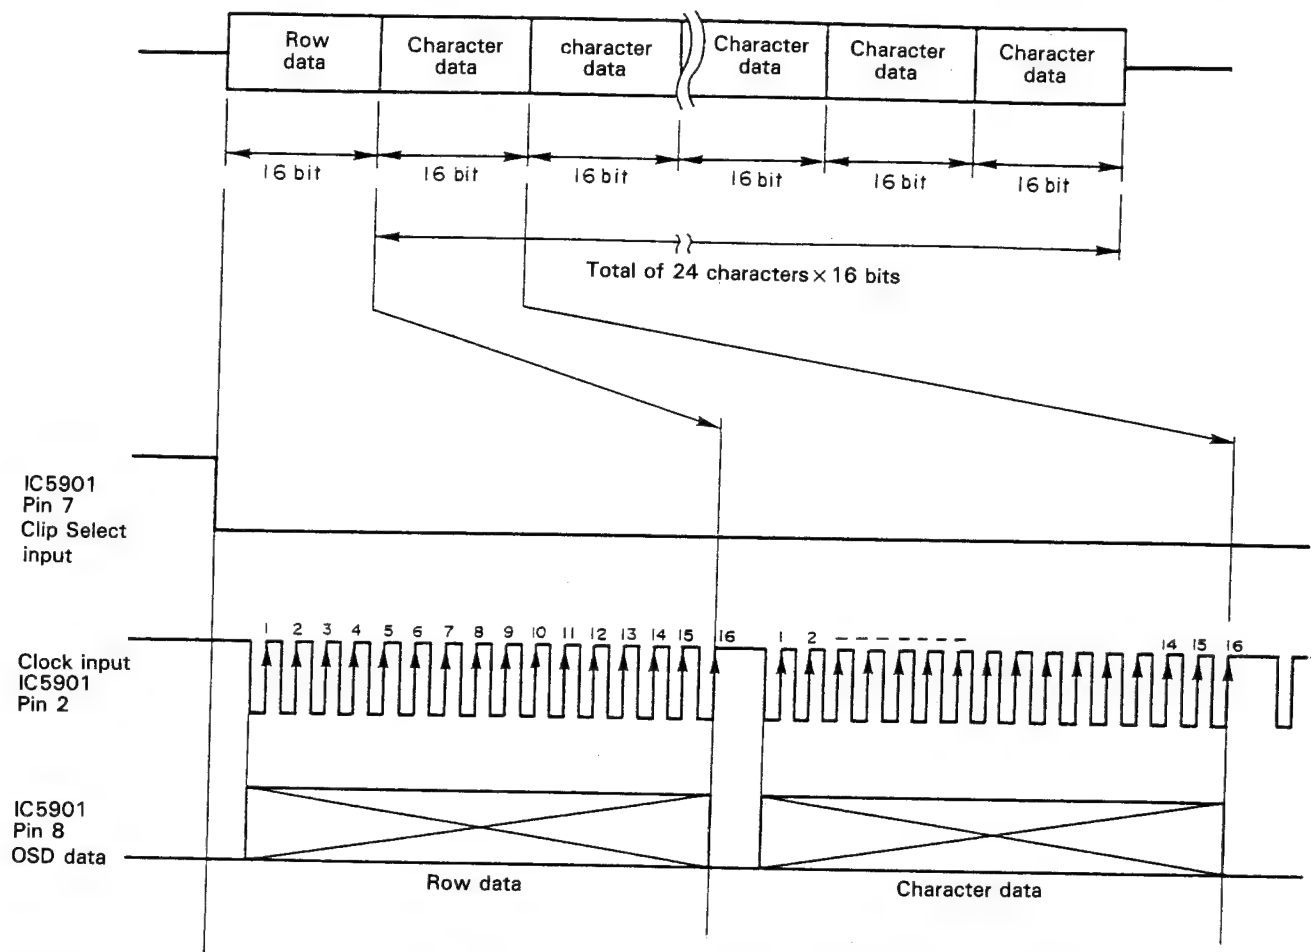 Row data
Character data
character data
Character data
Character data
Character data
16 bit
16 bit
16 bit
16 bit
16 bit
16 bit
Total of 24 characters × 16 bits
IC5901
Pin 7
Clip Select
input
1 2 3 4 5 6 7 8 9 10 11 12 13 14 15 16 1 2 14 15 16
Clock input
IC5901
Pin 2
IC5901
Pin 8
OSD data
Row data
Character data